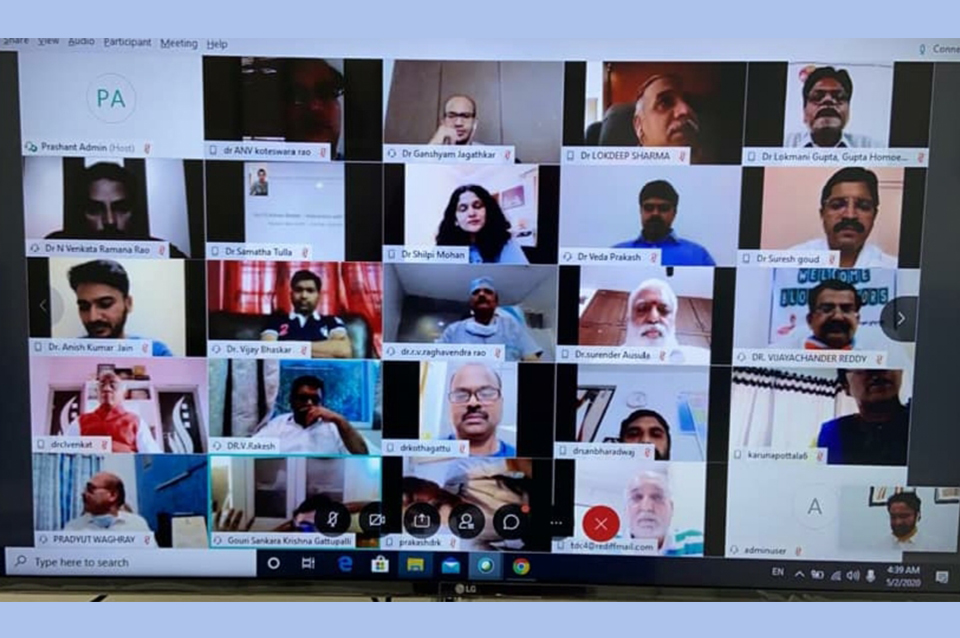 Share View Audio Participant Meeting Help
Conne
PA
Prashant Admin (Host)
dr ANV koteswara rao
Dr Ganshyam Jagathkar
Dr LOKDEEP SHARMA
Dr Lokmani Gupta, Gupta Homoe...
Dr N Venkata Ramana Rao
Dr Samatha Tulla
Dr Shilpi Mohan
Dr Veda Prakash
Dr Suresh goud
WELCOME
Dr. Anish Kumar Jain
Dr. Vijay Bhaskar
dr.r.v.raghavendra rao
Dr.surender Ausula
DR. VIJAYACHANDER REDDY
drclvenkat
DR.V.Rakesh
drkothagattu
drsanbharadwaj
karunapottala6
A
PRADYUT WAGHRAY
Gouri Sankara Krishna Gattupalli
prakashdrk
tdc4@rediffmail.com
adminuser
Type here to search
EN
4:39 AM
5/2/2020
LG